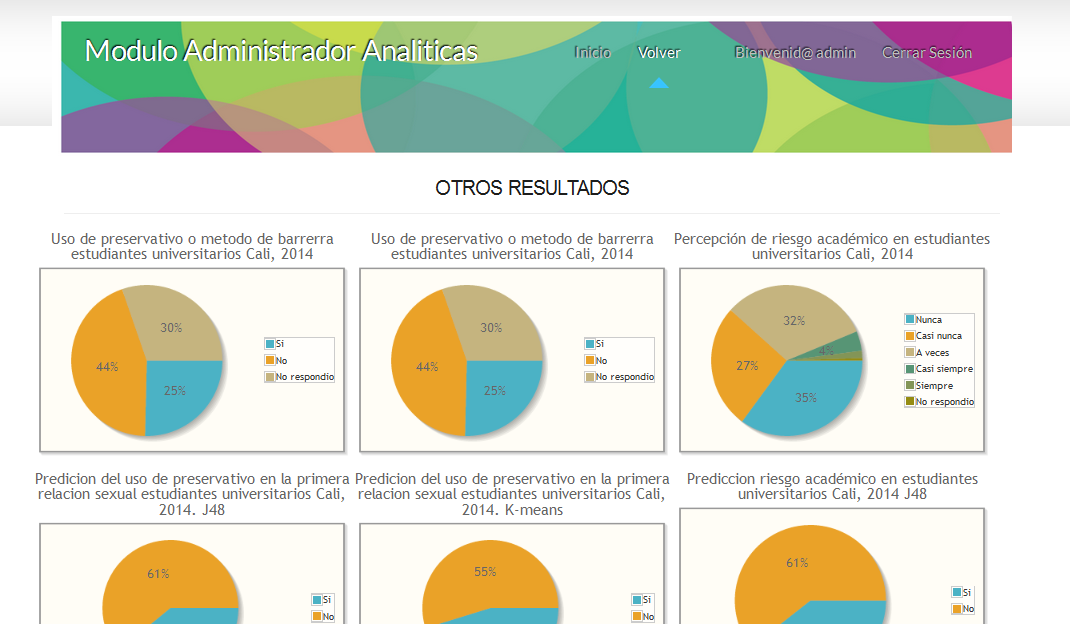 Modulo Administrador Analiticas
Inicio
Volver
Bienvenid@ admin
Cerrar Sesión
OTROS RESULTADOS
Uso de preservativo o metodo de barrerra
estudiantes universitarios Cali, 2014
30%
44%
25%
Si
No
No respondio
Uso de preservativo o metodo de barrerra
estudiantes universitarios Cali, 2014
30%
44%
25%
Si
No
No respondio
Percepción de riesgo académico en estudiantes
universitarios Cali, 2014
32%
4%
27%
35%
Nunca
Casi nunca
A veces
Casi siempre
Siempre
No respondio
Predicion del uso de preservativo en la primera
relacion sexual estudiantes universitarios Cali,
2014. J48
61%
Si
No
Predicion del uso de preservativo en la primera
relacion sexual estudiantes universitarios Cali,
2014. K-means
55%
Si
No
Prediccion riesgo académico en estudiantes
universitarios Cali, 2014 J48
61%
Si
No